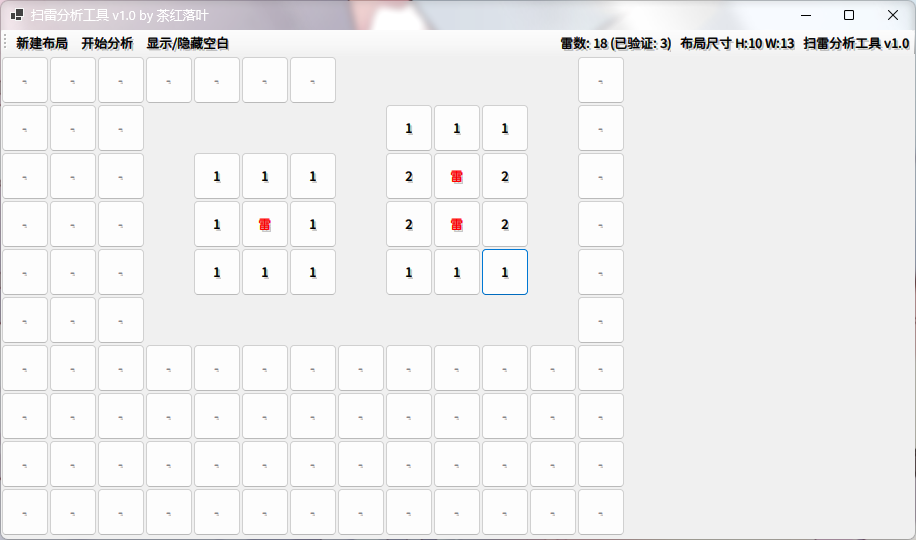 扫雷分析工具 v1.0 by 茶红落叶
新建布局 开始分析 显示/隐藏空白 雷数: 18 (已验证: 3) 布局尺寸 H:10 W:13 扫雷分析工具 v1.0
- - - - - - - -
- - - 1 1 1 -
- - - 1 1 1 2 雷 2 -
- - - 1 雷 1 2 雷 2 -
- - - 1 1 1 1 1 1 -
- - - -
- - - - - - - - - - - - -
- - - - - - - - - - - - -
- - - - - - - - - - - - -
- - - - - - - - - - - - -